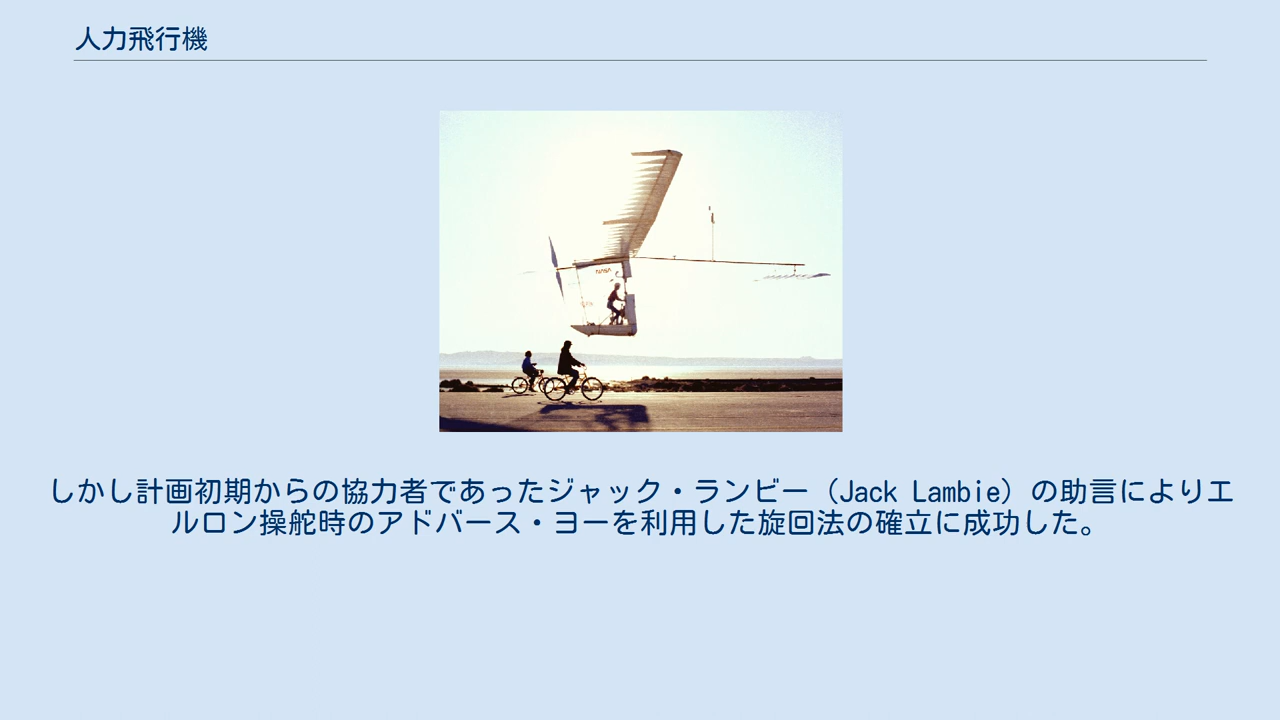 人力飛行機
NASA
しかし計画初期からの協力者であったジャック・ランビー（Jack Lambie）の助言によりエ
ルロン操舵時のアドバース・ヨーを利用した旋回法の確立に成功した。